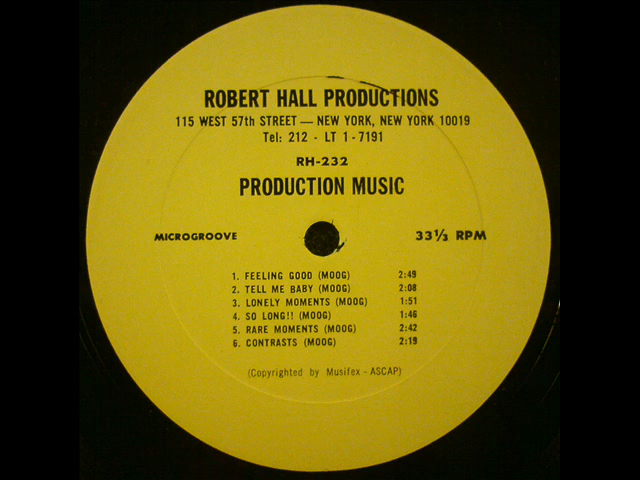 ROBERT HALL PRODUCTIONS
115 WEST 57th STREET — NEW YORK, NEW YORK 10019
Tel: 212 - LT 1-7191
RH-232
PRODUCTION MUSIC
MICROGROOVE 33⅓ RPM
1. FEELING GOOD (MOOG) 2:49
2. TELL ME BABY (MOOG) 2:08
3. LONELY MOMENTS (MOOG) 1:51
4. SO LONG!! (MOOG) 1:46
5. RARE MOMENTS (MOOG) 2:42
6. CONTRASTS (MOOG) 2:19
(Copyrighted by Musifex - ASCAP)